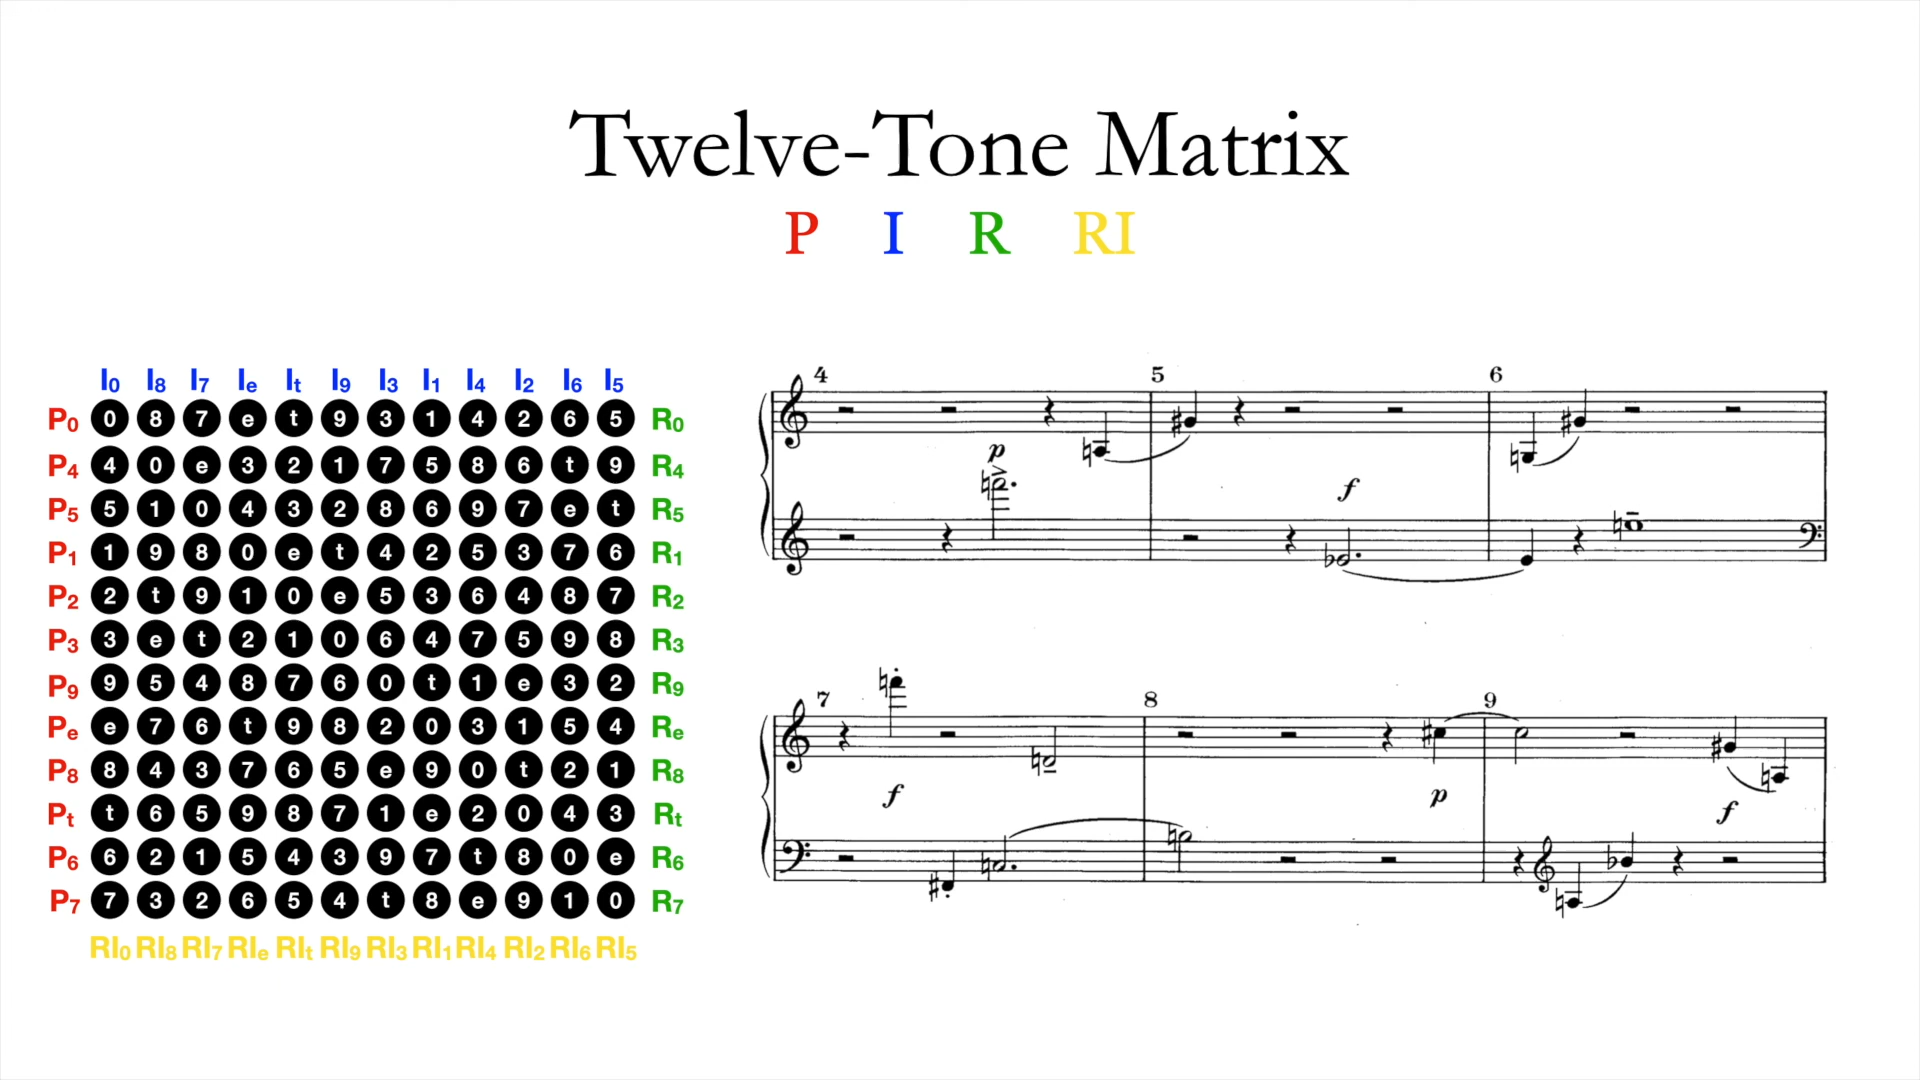 Twelve-Tone Matrix
P I R RI
I0 I8 I7 Ie It I9 I3 I1 I4 I2 I6 I5
P0 0 8 7 e t 9 3 1 4 2 6 5 R0
P4 4 0 e 3 2 1 7 5 8 6 t 9 R4
P5 5 1 0 4 3 2 8 6 9 7 e t R5
P1 1 9 8 0 e t 4 2 5 3 7 6 R1
P2 2 t 9 1 0 e 5 3 6 4 8 7 R2
P3 3 e t 2 1 0 6 4 7 5 9 8 R3
P9 9 5 4 8 7 6 0 t 1 e 3 2 R9
Pe e 7 6 t 9 8 2 0 3 1 5 4 Re
P8 8 4 3 7 6 5 e 9 0 t 2 1 R8
Pt t 6 5 9 8 7 1 e 2 0 4 3 Rt
P6 6 2 1 5 4 3 9 7 t 8 0 e R6
P7 7 3 2 6 5 4 t 8 e 9 1 0 R7
RI0 RI8 RI7 RIe RIt RI9 RI3 RI1 RI4 RI2 RI6 RI5
4 5 6
p f
7 8 9
f p f